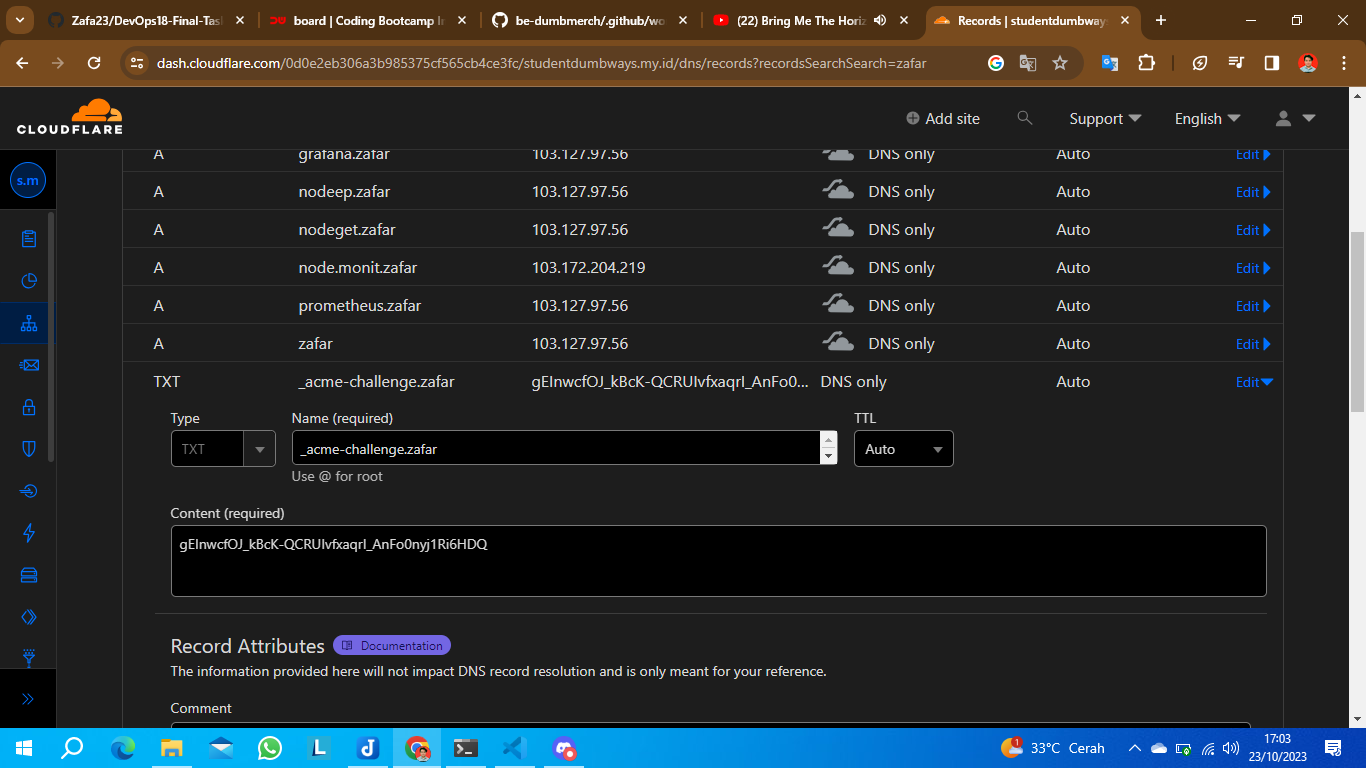 Zafa23/DevOps18-Final-Tas
board | Coding Bootcamp In
be-dumbmerch/.github/wo
(22) Bring Me The Horiz
Records | studentdumbways
dash.cloudflare.com/0d0e2eb306a3b985375cf565cb4ce3fc/studentdumbways.my.id/dns/records?recordsSearchSearch=zafar
CLOUDFLARE
Add site
Support
English
s.m
A grafana.zafar 103.127.97.56 DNS only Auto Edit
A nodeep.zafar 103.127.97.56 DNS only Auto Edit
A nodeget.zafar 103.127.97.56 DNS only Auto Edit
A node.monit.zafar 103.172.204.219 DNS only Auto Edit
A prometheus.zafar 103.127.97.56 DNS only Auto Edit
A zafar 103.127.97.56 DNS only Auto Edit
TXT _acme-challenge.zafar gEInwcfOJ_kBcK-QCRUIvfxaqrI_AnFo0... DNS only Auto Edit
Type Name (required) TTL
TXT _acme-challenge.zafar Auto
Use @ for root
Content (required)
gEInwcfOJ_kBcK-QCRUIvfxaqrI_AnFo0nyj1Ri6HDQ
Record Attributes Documentation
The information provided here will not impact DNS record resolution and is only meant for your reference.
Comment
1 33°C Cerah
17:03
23/10/2023